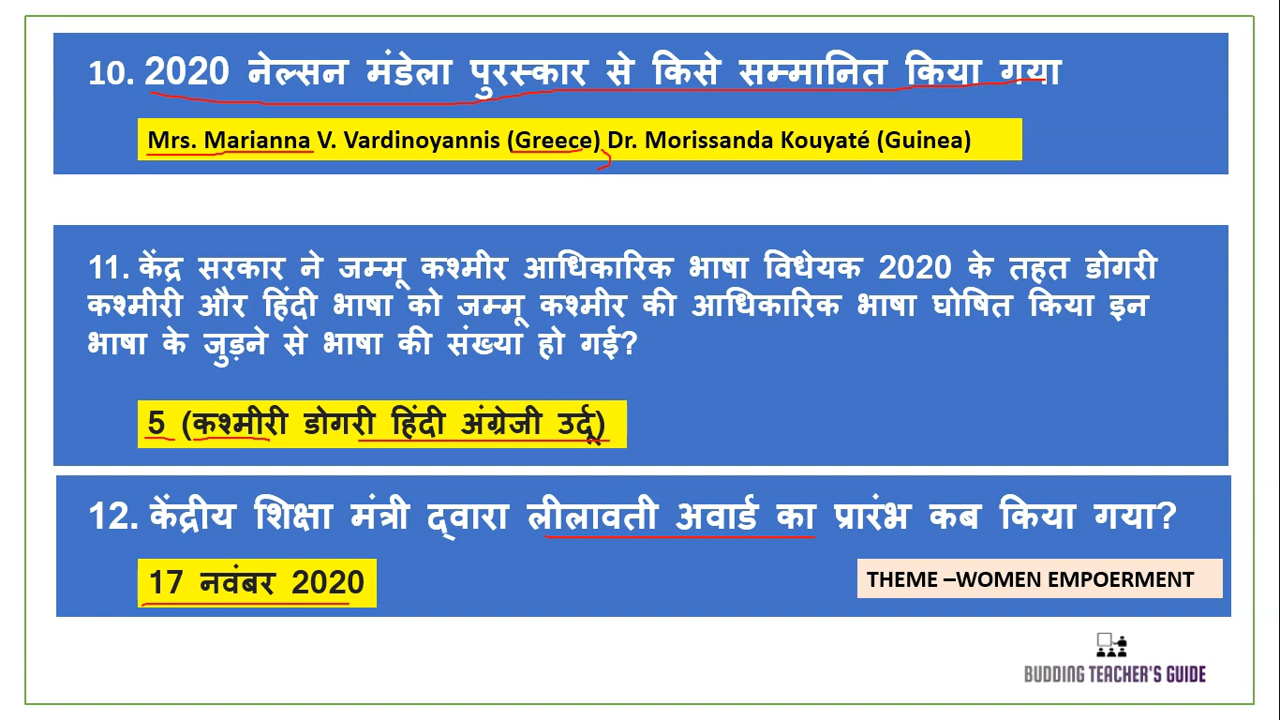 10. 2020 नेल्सन मंडेला पुरस्कार से किसे सम्मानित किया गया
Mrs. Marianna V. Vardinoyannis (Greece) Dr. Morissanda Kouyaté (Guinea)
11. केंद्र सरकार ने जम्मू कश्मीर आधिकारिक भाषा विधेयक 2020 के तहत डोगरी
कश्मीरी और हिंदी भाषा को जम्मू कश्मीर की आधिकारिक भाषा घोषित किया इन
भाषा के जुड़ने से भाषा की संख्या हो गई?
5 (कश्मीरी डोगरी हिंदी अंग्रेजी उर्दू)
12. केंद्रीय शिक्षा मंत्री द्वारा लीलावती अवार्ड का प्रारंभ कब किया गया?
17 नवंबर 2020
THEME –WOMEN EMPOERMENT
BUDDING TEACHER'S GUIDE